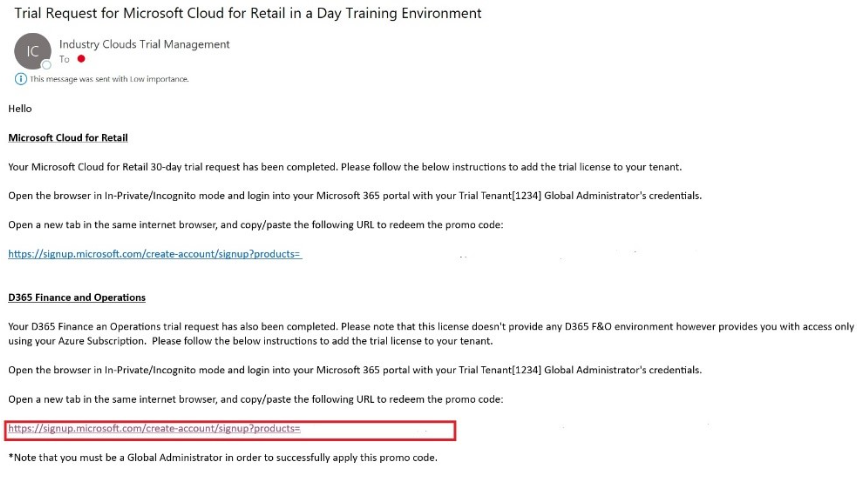 Trial Request for Microsoft Cloud for Retail in a Day Training Environment
IC
Industry Clouds Trial Management
To
This message was sent with Low importance.
Hello
Microsoft Cloud for Retail
Your Microsoft Cloud for Retail 30-day trial request has been completed. Please follow the below instructions to add the trial license to your tenant.
Open the browser in In-Private/Incognito mode and login into your Microsoft 365 portal with your Trial Tenant[1234] Global Administrator's credentials.
Open a new tab in the same internet browser, and copy/paste the following URL to redeem the promo code:
https://signup.microsoft.com/create-account/signup?products=
D365 Finance and Operations
Your D365 Finance an Operations trial request has also been completed. Please note that this license doesn't provide any D365 F&O environment however provides you with access only
using your Azure Subscription.  Please follow the below instructions to add the trial license to your tenant.
Open the browser in In-Private/Incognito mode and login into your Microsoft 365 portal with your Trial Tenant[1234] Global Administrator's credentials.
Open a new tab in the same internet browser, and copy/paste the following URL to redeem the promo code:
https://signup.microsoft.com/create-account/signup?products=
*Note that you must be a Global Administrator in order to successfully apply this promo code.